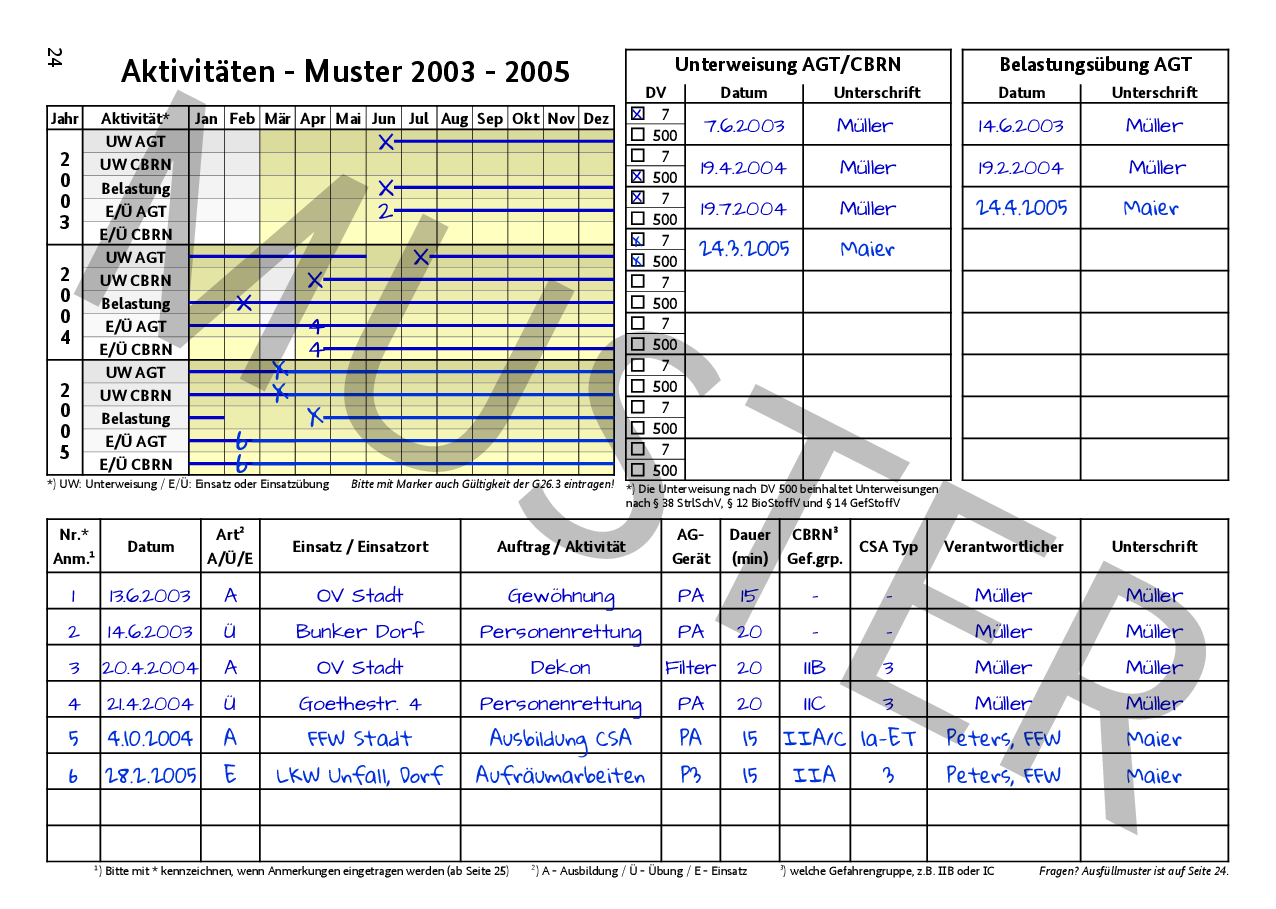 24
Aktivitäten - Muster 2003 - 2005
Jahr Aktivität* Jan Feb Mär Apr Mai Jun Jul Aug Sep Okt Nov Dez
2003
UW AGT X
UW CBRN
Belastung X
E/Ü AGT 2
E/Ü CBRN
2004
UW AGT X
UW CBRN X
Belastung X
E/Ü AGT 4
E/Ü CBRN 4
2005
UW AGT X
UW CBRN X
Belastung X
E/Ü AGT 6
E/Ü CBRN 6
*) UW: Unterweisung / E/Ü: Einsatz oder Einsatzübung Bitte mit Marker auch Gültigkeit der G26.3 eintragen!
Unterweisung AGT/CBRN
DV Datum Unterschrift
☒ 7
☐ 500
7.6.2003 Müller
☐ 7
☒ 500
19.4.2004 Müller
☒ 7
☐ 500
19.7.2004 Müller
☒ 7
☒ 500
24.3.2005 Maier
☐ 7
☐ 500
☐ 7
☐ 500
☐ 7
☐ 500
☐ 7
☐ 500
☐ 7
☐ 500
*) Die Unterweisung nach DV 500 beinhaltet Unterweisungen
nach § 38 StrlSchV, § 12 BioStoffV und § 14 GefStoffV
Belastungsübung AGT
Datum Unterschrift
14.6.2003 Müller
19.2.2004 Müller
24.4.2005 Maier
Nr.* Anm.¹ Datum Art² A/Ü/E Einsatz / Einsatzort Auftrag / Aktivität AG-Gerät Dauer (min) CBRN³ Gef.grp. CSA Typ Verantwortlicher Unterschrift
1 13.6.2003 A OV Stadt Gewöhnung PA 15 - - Müller Müller
2 14.6.2003 Ü Bunker Dorf Personenrettung PA 20 - - Müller Müller
3 20.4.2004 A OV Stadt Dekon Filter 20 IIB 3 Müller Müller
4 21.4.2004 Ü Goethestr. 4 Personenrettung PA 20 IIC 3 Müller Müller
5 4.10.2004 A FFW Stadt Ausbildung CSA PA 15 IIA/C 1a-ET Peters, FFW Maier
6 28.2.2005 E LKW Unfall, Dorf Aufräumarbeiten P3 15 IIA 3 Peters, FFW Maier
¹) Bitte mit * kennzeichnen, wenn Anmerkungen eingetragen werden (ab Seite 25) ²) A - Ausbildung / Ü - Übung / E - Einsatz ³) welche Gefahrengruppe, z.B. IIB oder IC Fragen? Ausfüllmuster ist auf Seite 24.
MUSTER